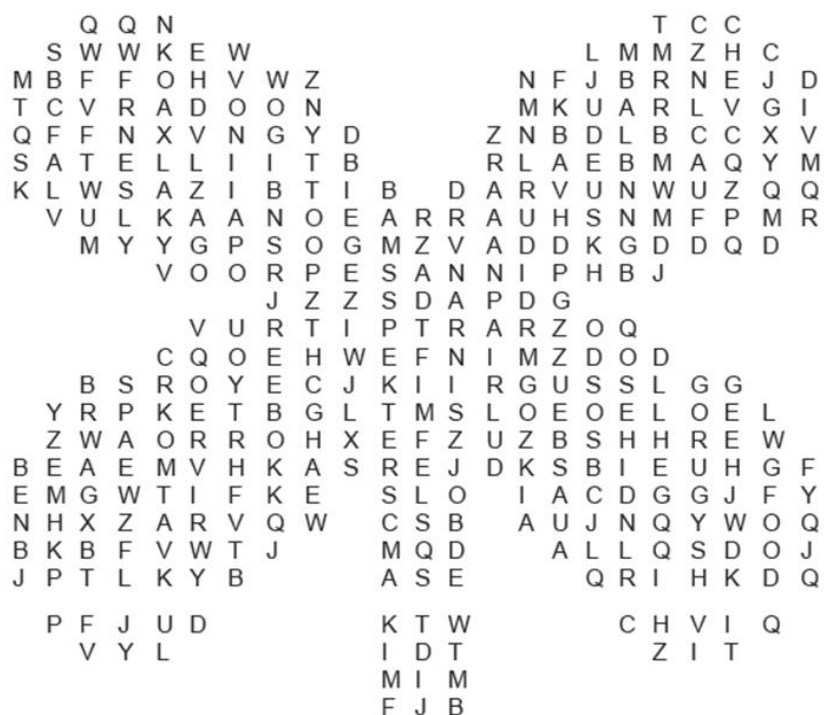 Q Q N T C C
S W W K E W L M M Z H C
M B F F O H V W Z N F J B R N E J D
T C V R A D O O N M K U A R L V G I
Q F F N X V N G Y D Z N B D L B C C X V
S A T E L L I I T B R L A E B M A Q Y M
K L W S A Z I B T I B D A R V U N W U Z Q Q
V U L K A A N O E A R R A U H S N M F P M R
M Y Y G P S O G M Z V A D D K G D D Q D
V O O R P E S A N N I P H B J
J Z Z S D A P D G
V U R T I P T R A R Z O Q
C Q O E H W E F N I M Z D O D
B S R O Y E C J K I I R G U S S L G G
Y R P K E T B G L T M S L O E O E L O E L
Z W A O R R O H X E F Z U Z B S H H R E W
B E A E M V H K A S R E J D K S B I E U H G F
E M G W T I F K E S L O I A C D G G J F Y
N H X Z A R V Q W C S B A U J N Q Y W O Q
B K B F V W T J M Q D A L L Q S D O J
J P T L K Y B A S E Q R I H K D Q
P F J U D K T W C H V I Q
V Y L I D T Z I T
M I M
F J B